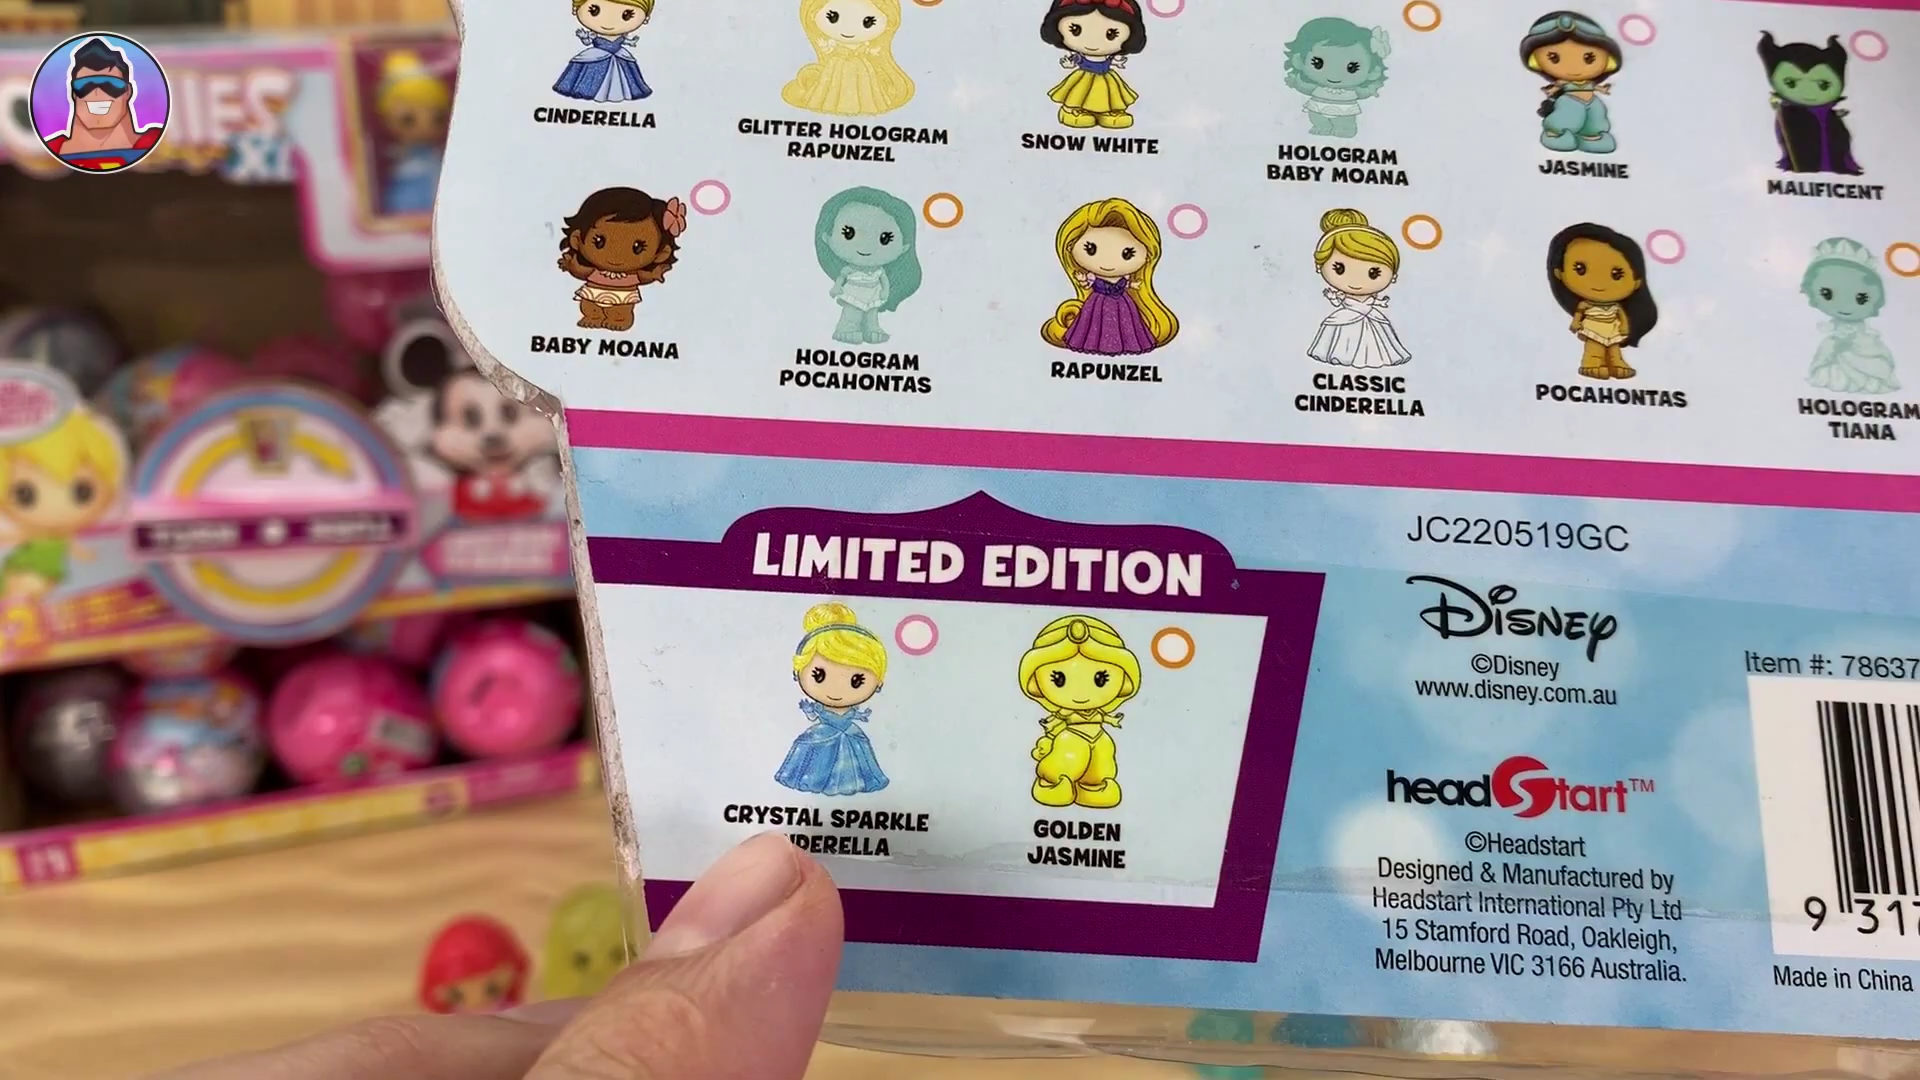 CINDERELLA
GLITTER HOLOGRAM
RAPUNZEL
SNOW WHITE
HOLOGRAM
BABY MOANA
JASMINE
MALIFICENT
BABY MOANA
HOLOGRAM
POCAHONTAS
RAPUNZEL
CLASSIC
CINDERELLA
POCAHONTAS
HOLOGRAM
TIANA
LIMITED EDITION
CRYSTAL SPARKLE
NDERELLA
GOLDEN
JASMINE
JC220519GC
Disney
©Disney
www.disney.com.au
Item #: 78637
headStart™
©Headstart
Designed & Manufactured by
Headstart International Pty Ltd
15 Stamford Road, Oakleigh,
Melbourne VIC 3166 Australia.
9 317
Made in China